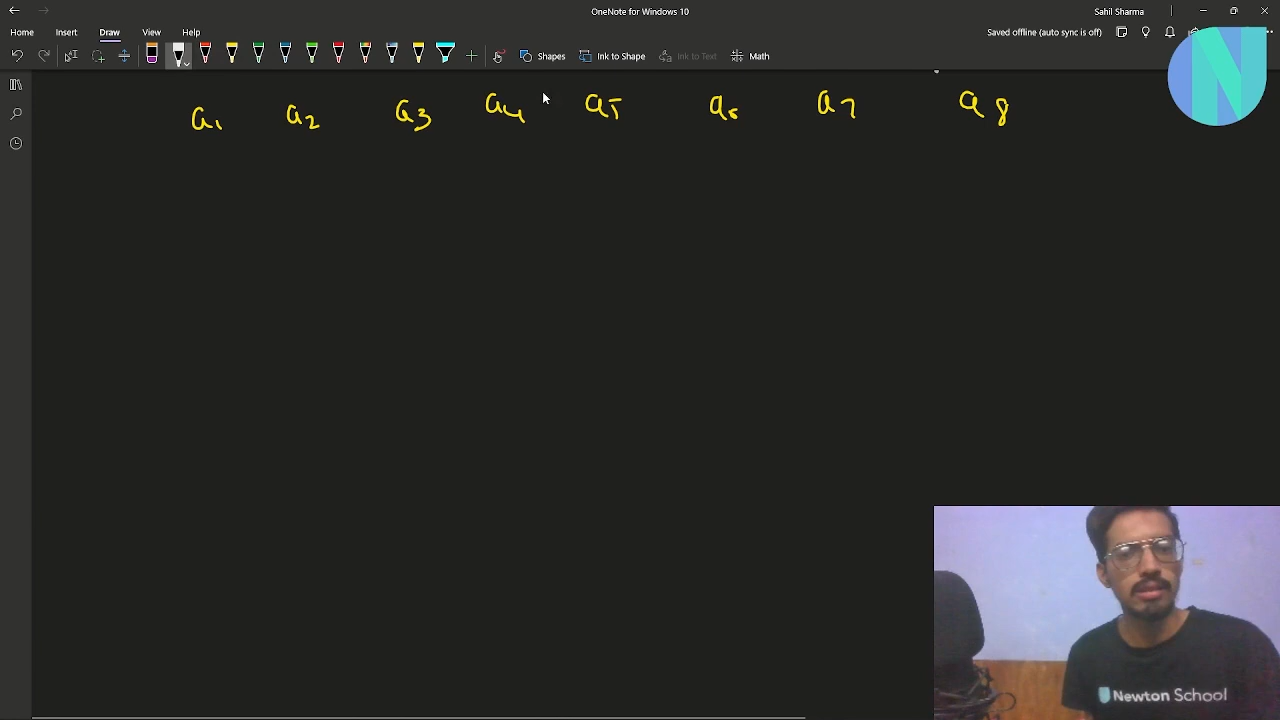 OneNote for Windows 10
Sahil Sharma
Home Insert Draw View Help
Saved offline (auto sync is off)
Shapes Ink to Shape Ink to Text Math
a1 a2 a3 a4 a5 a6 a7 a8
Newton School